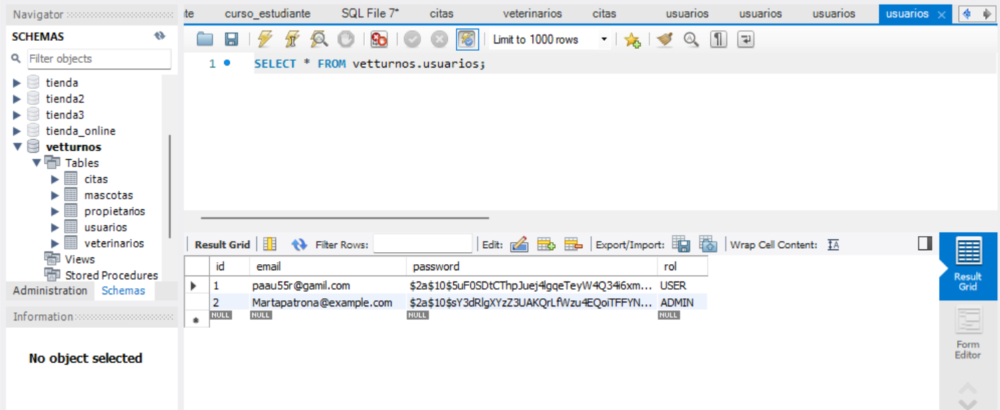 Navigator
te curso_estudiante SQL File 7* citas veterinarios citas usuarios usuarios usuarios usuarios
SCHEMAS
Filter objects
Limit to 1000 rows
1 SELECT * FROM vetturnos.usuarios;
tienda
tienda2
tienda3
tienda_online
vetturnos
Tables
citas
mascotas
propietarios
usuarios
veterinarios
Views
Stored Procedures
Administration Schemas
Information
No object selected
Result Grid Filter Rows: Edit: Export/Import: Wrap Cell Content:
id email password rol
1 paau55r@gamil.com $2a$10$5uF0SDtCThpJuej4lgqeTeyW4Q34i6xm... USER
2 Martapatrona@example.com $2a$10$sY3dRlgXYzZ3UAKQrLfWzu4EQoiTFFYN... ADMIN
NULL NULL NULL NULL
Result
Grid
Form
Editor